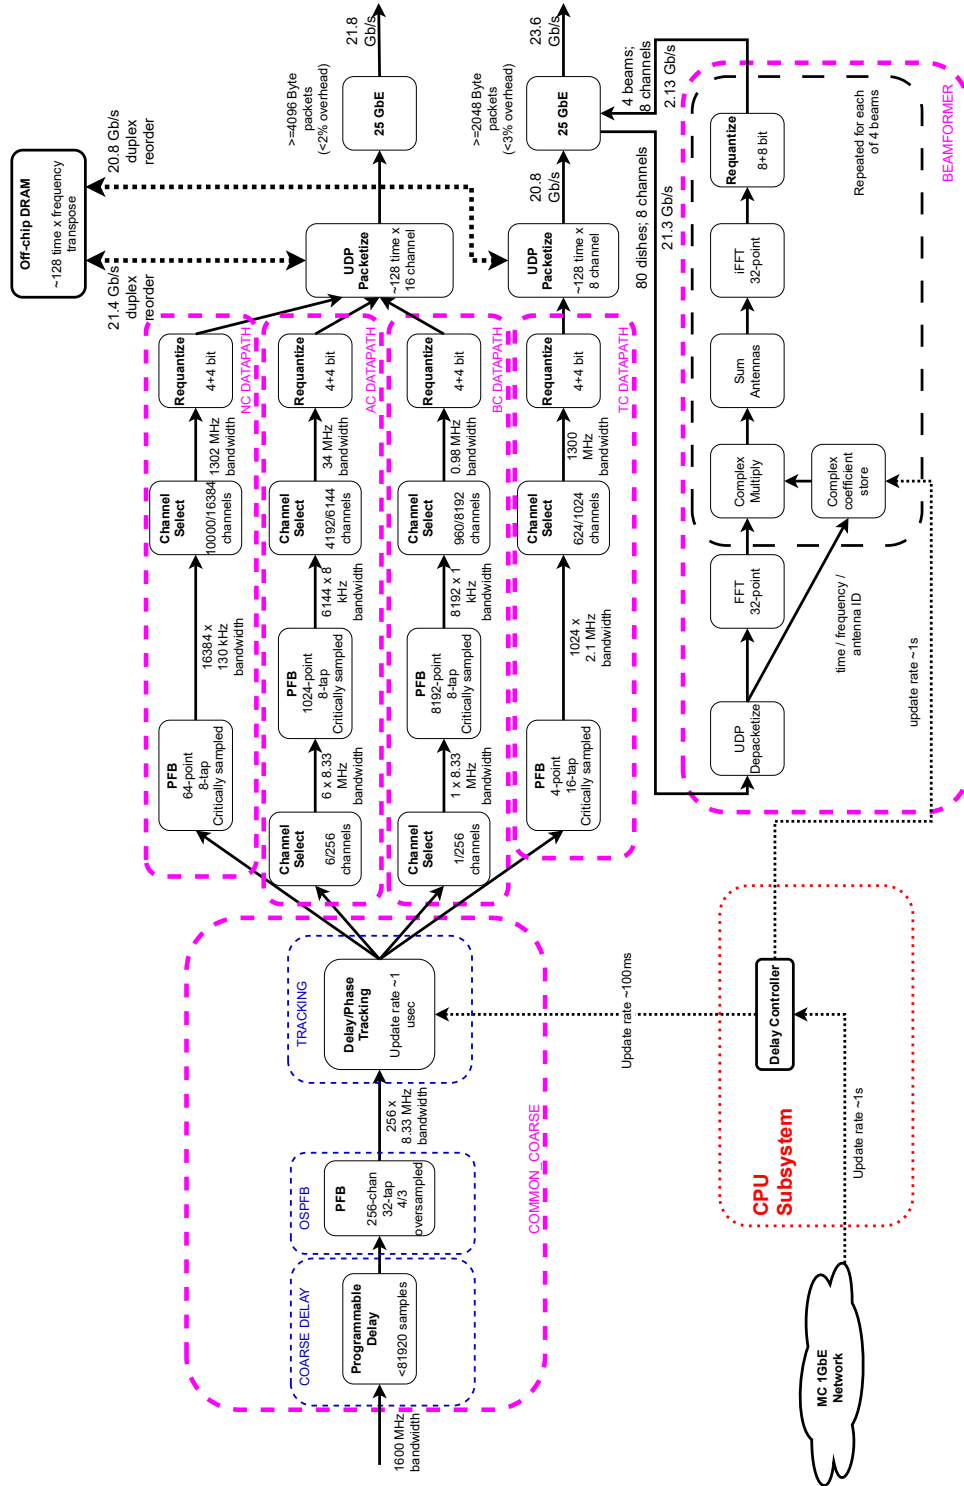 1600 MHz
bandwidth
COARSE DELAY
Programmable
Delay
<81920 samples
OSPFB
PFB
256-chan
32-tap
4/3
oversampled
256 x
8.33 MHz
bandwidth
TRACKING
Delay/Phase
Tracking
Update rate ~1
usec
COMMON_COARSE
PFB
64-point
8-tap
Critically sampled
16384 x
130 kHz
bandwidth
Channel
Select
10000/16384
channels
1302 MHz
bandwidth
Requantize
4+4 bit
NC DATAPATH
Channel
Select
6/256
channels
6 x 8.33
MHz
bandwidth
PFB
1024-point
8-tap
Critically sampled
6144 x 8
kHz
bandwidth
Channel
Select
4192/6144
channels
34 MHz
bandwidth
Requantize
4+4 bit
AC DATAPATH
Channel
Select
1/256
channels
1 x 8.33
MHz
bandwidth
PFB
8192-point
8-tap
Critically sampled
8192 x 1
kHz
bandwidth
Channel
Select
960/8192
channels
0.98 MHz
bandwidth
Requantize
4+4 bit
BC DATAPATH
PFB
4-point
16-tap
Critically sampled
1024 x
2.1 MHz
bandwidth
Channel
Select
624/1024
channels
1300
MHz
bandwidth
Requantize
4+4 bit
TC DATAPATH
Off-chip DRAM
~128 time x frequency
transpose
21.4 Gb/s
duplex
reorder
20.8 Gb/s
duplex
reorder
UDP
Packetize
~128 time x
16 channel
>=4096 Byte
packets
(<2% overhead)
25 GbE
21.8
Gb/s
UDP
Packetize
~128 time x
8 channel
20.8
Gb/s
>=2048 Byte
packets
(<3% overhead)
25 GbE
23.6
Gb/s
4 beams;
8 channels
2.13 Gb/s
80 dishes; 8 channels
21.3 Gb/s
UDP
Depacketize
FFT
32-point
time / frequency /
antenna ID
Complex
Multiply
Complex
coefficient
store
Sum
Antennas
iFFT
32-point
Requantize
8+8 bit
Repeated for each
of 4 beams
BEAMFORMER
update rate ~1s
Update rate ~100ms
Delay Controller
CPU
Subsystem
Update rate ~1s
MC 1GbE
Network